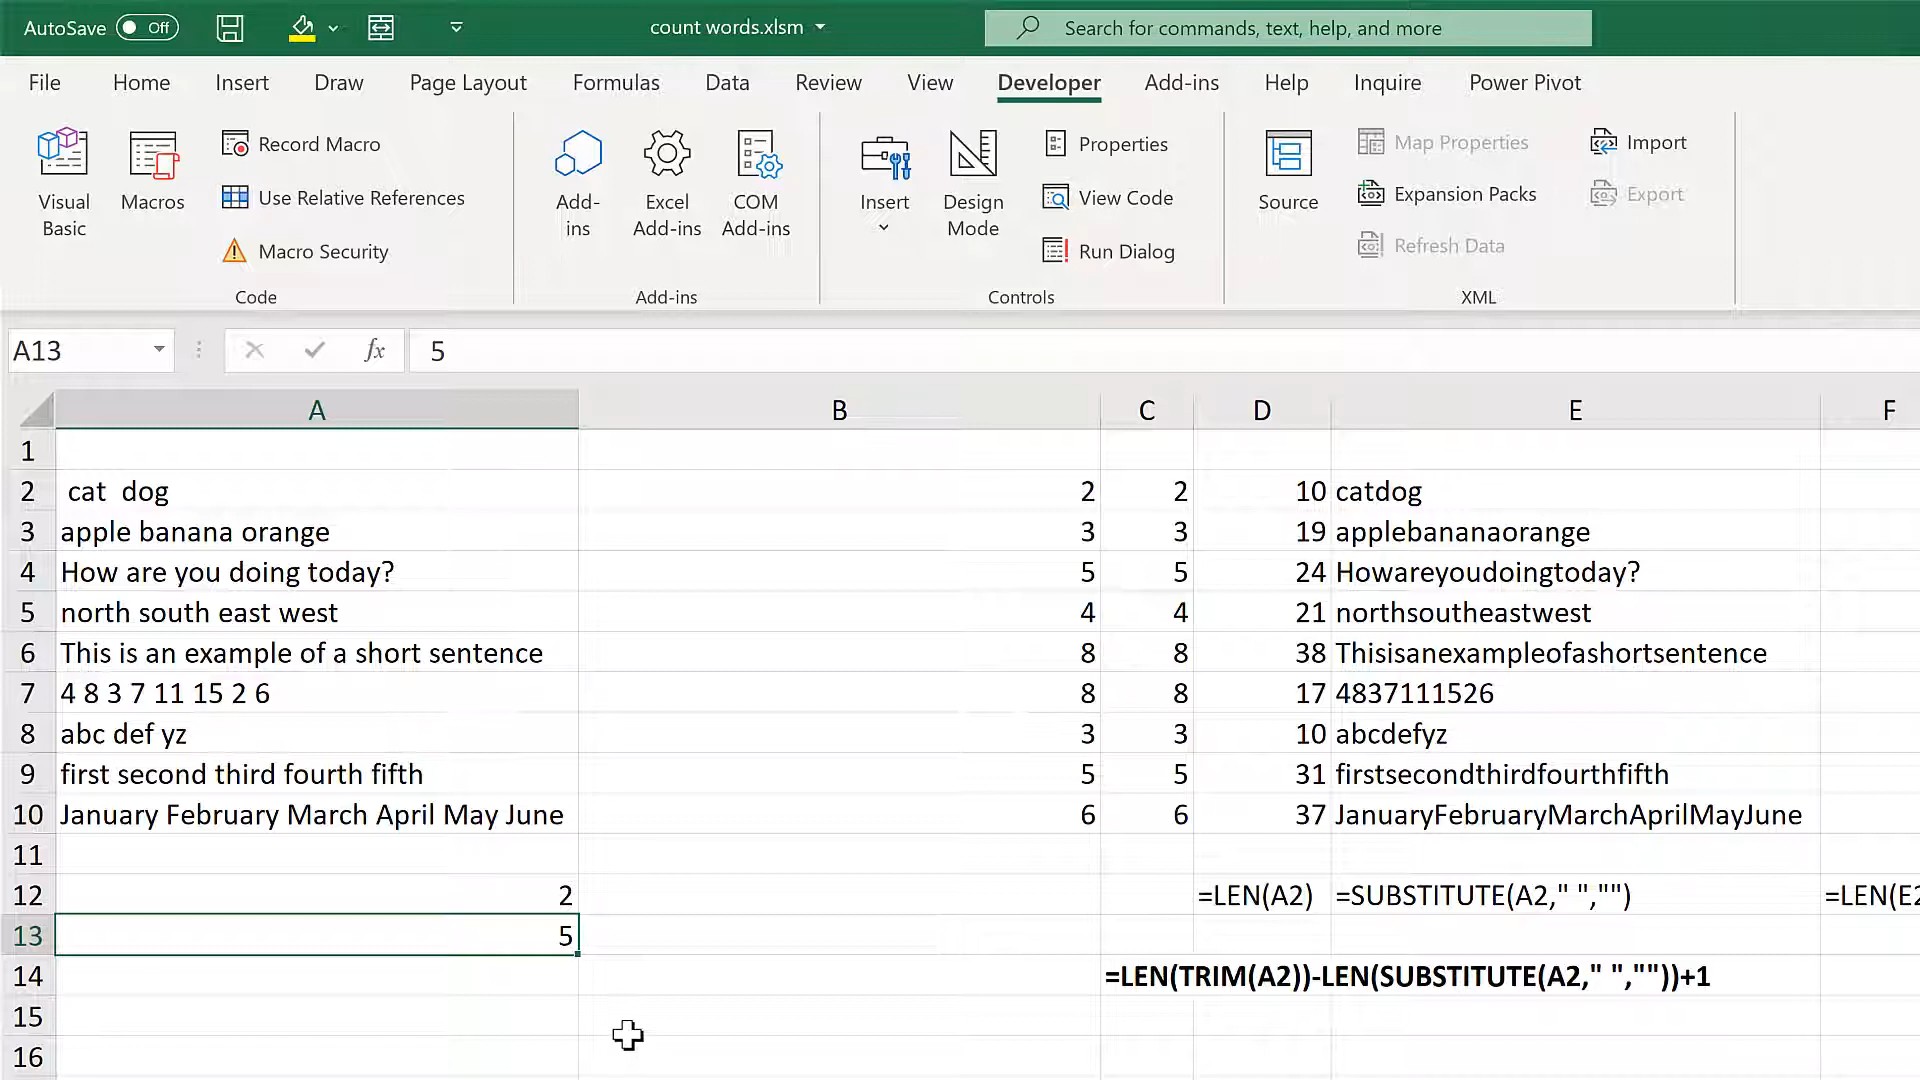 AutoSave Off count words.xlsm Search for commands, text, help, and more
File Home Insert Draw Page Layout Formulas Data Review View Developer Add-ins Help Inquire Power Pivot
Visual Basic
Macros
Record Macro
Use Relative References
Macro Security
Code
Add-ins
Excel Add-ins
COM Add-ins
Add-ins
Insert
Design Mode
Properties
View Code
Run Dialog
Controls
Source
Map Properties
Expansion Packs
Refresh Data
Import
Export
XML
A13 fx 5
A B C D E F
1
2 cat  dog 2 2 10 catdog
3 apple banana orange 3 3 19 applebananaorange
4 How are you doing today? 5 5 24 Howareyoudoingtoday?
5 north south east west 4 4 21 northsoutheastwest
6 This is an example of a short sentence 8 8 38 Thisisanexampleofashortsentence
7 4 8 3 7 11 15 2 6 8 8 17 4837111526
8 abc def yz 3 3 10 abcdefyz
9 first second third fourth fifth 5 5 31 firstsecondthirdfourthfifth
10 January February March April May June 6 6 37 JanuaryFebruaryMarchAprilMayJune
11
12 2 =LEN(A2) =SUBSTITUTE(A2," ","") =LEN(E2
13 5
14 =LEN(TRIM(A2))-LEN(SUBSTITUTE(A2," ",""))+1
15
16